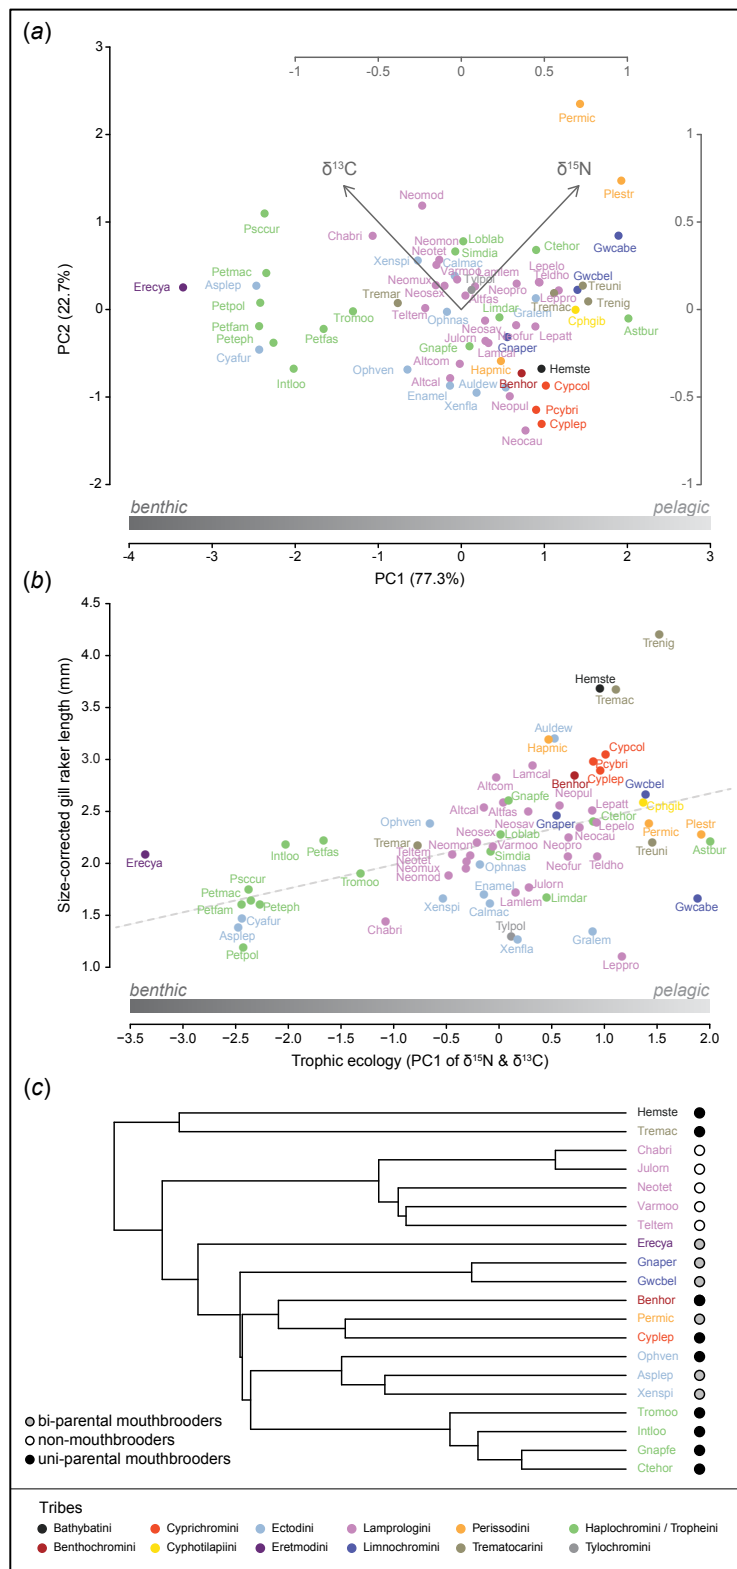 (a)
-1 -0.5 0 0.5 1
3
2
1
0
-1
-2
PC2 (22.7%)
1
0.5
0
-0.5
-1
δ¹³C
δ¹⁵N
Permic
Plestr
Neomod
Psccur
Chabri
Neomon
Loblab
Simdia
Neotet
Ctehor
Gwcabe
Xenspi
Calmac
Varmoo
Lamlem
Lepelo
Teldho
Petmac
Asplep
Erecya
Neomux
Tylpol
Neopro
Gwcbel
Treuni
Neosex
Altfas
Leppro
Tremar
Tremac
Trenig
Petpol
Teltem
Ophnas
Limdar
Gralem
Cphgib
Tromoo
Astbur
Petfam
Petfas
Neosav
Neofur
Lepatt
Peteph
Julorn
Gnapfe
Lamcar
Gnaper
Cyafur
Altcom
Hapmic
Hemste
Intloo
Ophven
Altcal
Auldew
Benhor
Cypcol
Enamel
Xenfla
Neopul
Pcybri
Cyplep
Neocau
benthic pelagic
-4 -3 -2 -1 0 1 2 3
PC1 (77.3%)
(b)
4.5
4.0
3.5
3.0
2.5
2.0
1.5
1.0
Size-corrected gill raker length (mm)
Trenig
Hemste
Tremac
Auldew
Hapmic
Cypcol
Pcybri
Lamcal
Cyplep
Benhor
Gwcbel
Altcom
Neopul
Gnapfe
Lepatt
Cphgib
Altcal
Altfas
Ctehor
Ophven
Neosav
Gnaper
Lepelo
Plestr
Neosex
Loblab
Neocau
Permic
Petfas
Tremar
Neomon
Varmoo
Neopro
Treuni
Astbur
Intloo
Teltem
Simdia
Erecya
Neotet
Ophnas
Neofur
Teldho
Neomux
Tromoo
Neomod
Psccur
Enamel
Julorn
Petmac
Xenspi
Lamlem
Limdar
Gwcabe
Petfam
Peteph
Calmac
Cyafur
Chabri
Tylpol
Asplep
Xenfla
Gralem
Petpol
Leppro
benthic pelagic
−3.5 −3.0 −2.5 −2.0 −1.5 −1.0 −0.5 0 0.5 1.0 1.5 2.0
Trophic ecology (PC1 of δ¹⁵N & δ¹³C)
(c)
Hemste
Tremac
Chabri
Julorn
Neotet
Varmoo
Teltem
Erecya
Gnaper
Gwcbel
Benhor
Permic
Cyplep
Ophven
Asplep
Xenspi
Tromoo
Intloo
Gnapfe
Ctehor
bi-parental mouthbrooders
non-mouthbrooders
uni-parental mouthbrooders
Tribes
Bathybatini Cyprichromini Ectodini Lamprologini Perissodini Haplochromini / Tropheini
Benthochromini Cyphotilapiini Eretmodini Limnochromini Trematocarini Tylochromini